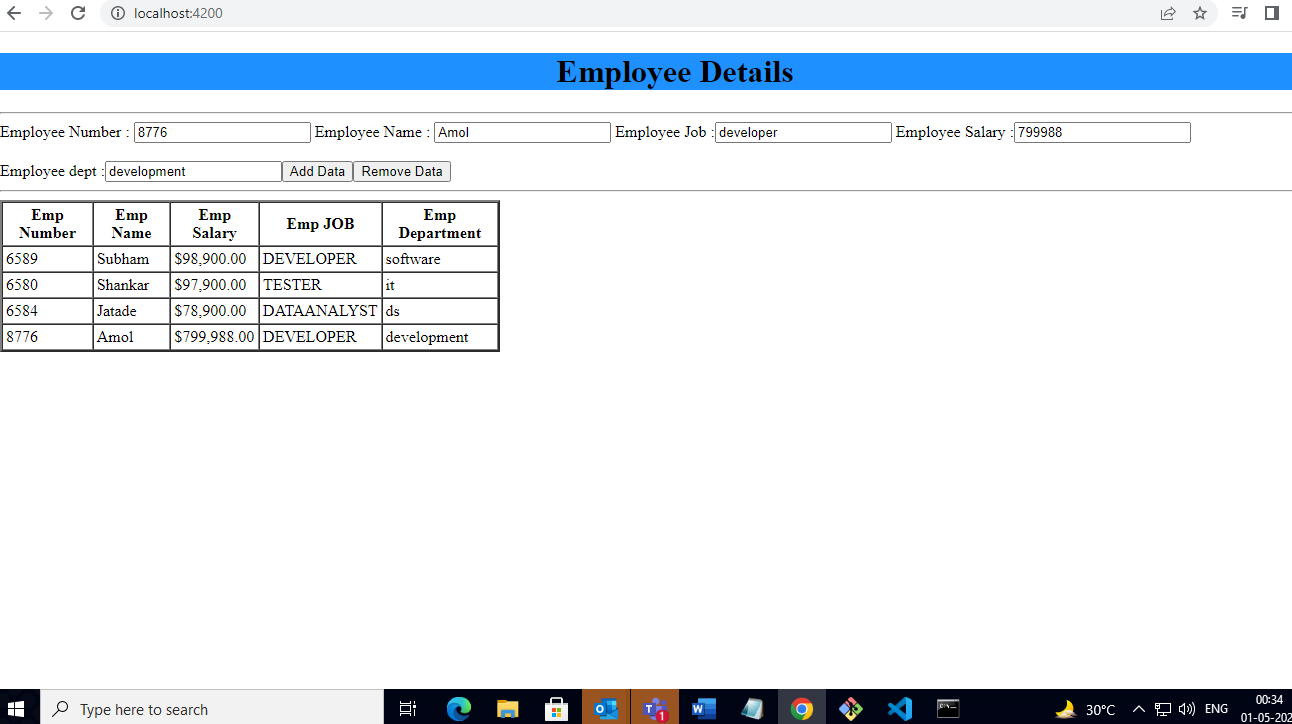 localhost:4200
Employee Details
Employee Number : 8776 Employee Name : Amol Employee Job : developer Employee Salary : 799988
Employee dept : development Add Data Remove Data
Emp Number Emp Name Emp Salary Emp JOB Emp Department
6589 Subham $98,900.00 DEVELOPER software
6580 Shankar $97,900.00 TESTER it
6584 Jatade $78,900.00 DATAANALYST ds
8776 Amol $799,988.00 DEVELOPER development
Type here to search
1
30°C
ENG
00:34
01-05-202